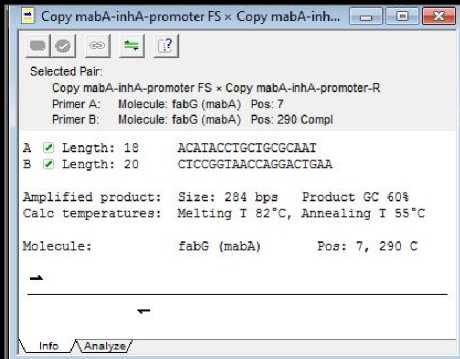 Copy mabA-inhA-promoter FS × Copy mabA-inh...
Selected Pair:
Copy mabA-inhA-promoter FS × Copy mabA-inhA-promoter-R
Primer A: Molecule: fabG (mabA) Pos: 7
Primer B: Molecule: fabG (mabA) Pos: 290 Compl
A Length: 18 ACATACCTGCTGCGCAAT
B Length: 20 CTCCGGTAACCAGGACTGAA
Amplified product: Size: 284 bps Product GC 60%
Calc temperatures: Melting T 82°C, Annealing T 55°C
Molecule: fabG (mabA) Pos: 7, 290 C
Info Analyze